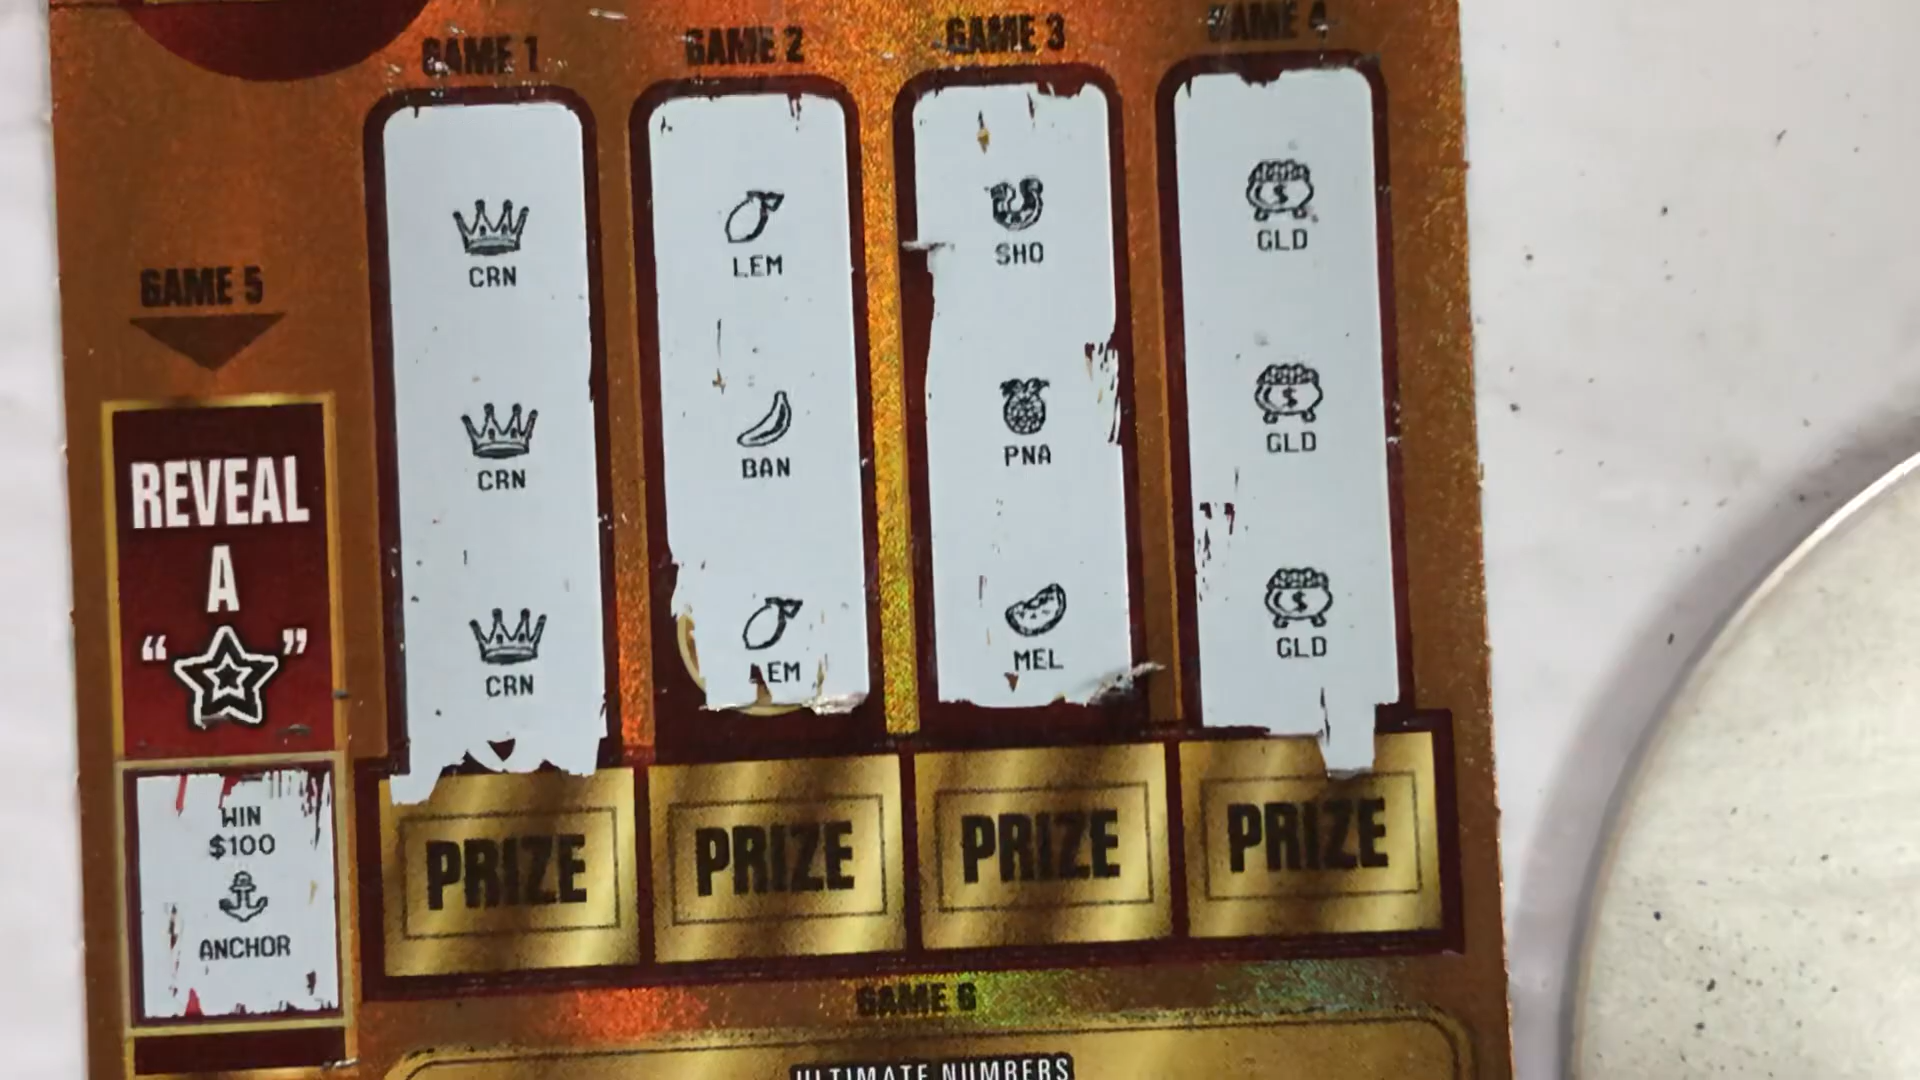 GAME 1
GAME 2
GAME 3
GAME 4
CRN
CRN
CRN
LEM
BAN
LEM
SHO
PNA
MEL
GLD
GLD
GLD
GAME 5
REVEAL
A
“ ”
WIN
$100
ANCHOR
PRIZE
PRIZE
PRIZE
PRIZE
GAME 6
ULTIMATE NUMBERS